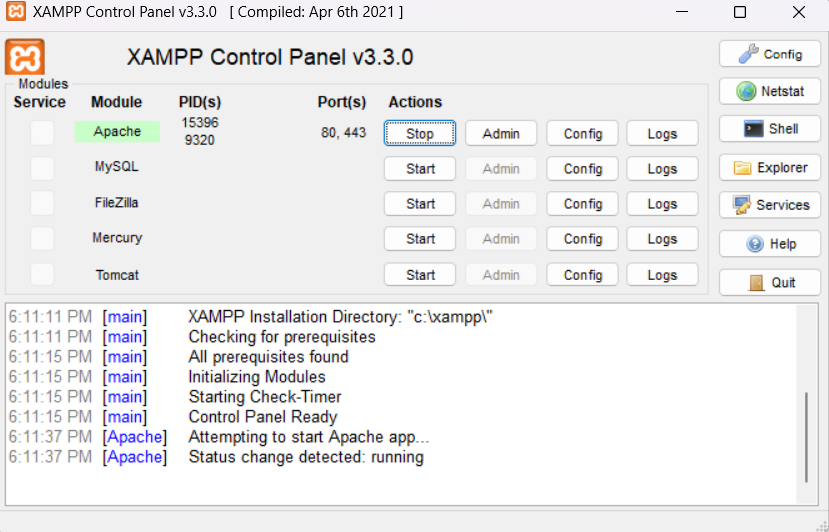 XAMPP Control Panel v3.3.0 [ Compiled: Apr 6th 2021 ]
XAMPP Control Panel v3.3.0
Config
Modules
Service Module PID(s) Port(s) Actions
Netstat
Apache 15396 9320 80, 443 Stop Admin Config Logs
Shell
MySQL Start Admin Config Logs
Explorer
FileZilla Start Admin Config Logs
Services
Mercury Start Admin Config Logs
Help
Tomcat Start Admin Config Logs
Quit
6:11:11 PM [main] XAMPP Installation Directory: "c:\xampp\"
6:11:11 PM [main] Checking for prerequisites
6:11:15 PM [main] All prerequisites found
6:11:15 PM [main] Initializing Modules
6:11:15 PM [main] Starting Check-Timer
6:11:15 PM [main] Control Panel Ready
6:11:37 PM [Apache] Attempting to start Apache app...
6:11:37 PM [Apache] Status change detected: running